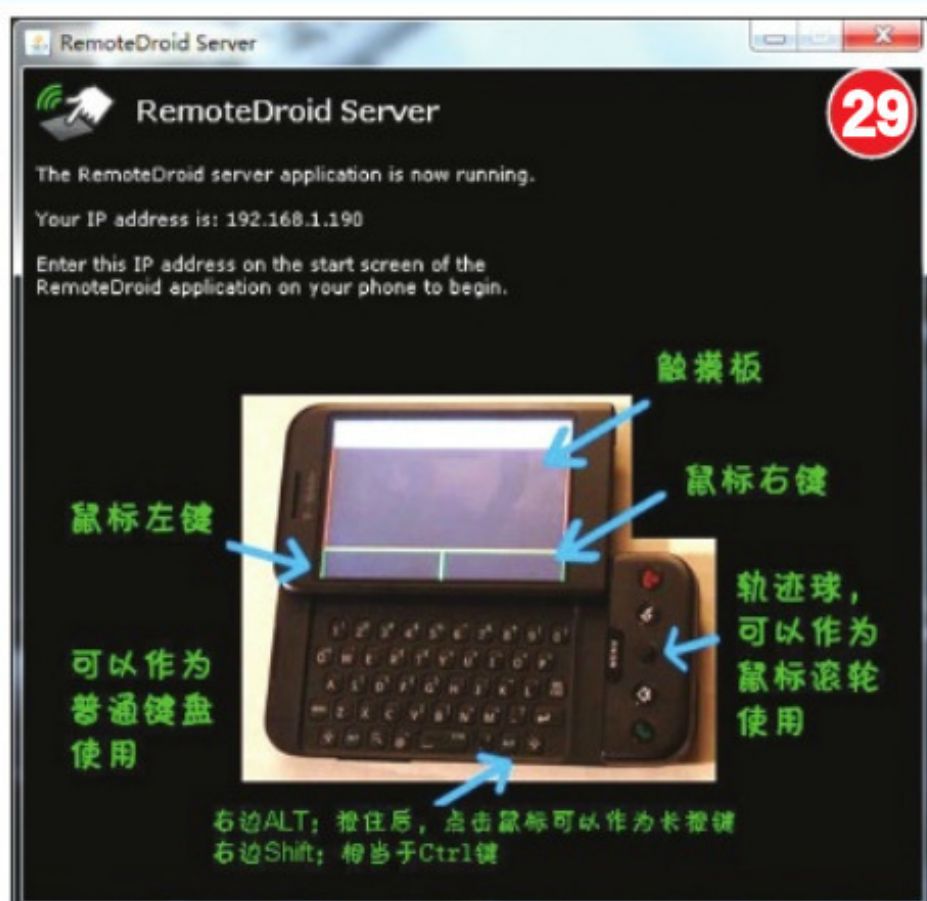 RemoteDroid Server
RemoteDroid Server
29
The RemoteDroid server application is now running.
Your IP address is: 192.168.1.190
Enter this IP address on the start screen of the
RemoteDroid application on your phone to begin.
触摸板
鼠标右键
鼠标左键
轨迹球，
可以作为
鼠标滚轮
使用
可以作为
普通键盘
使用
右边ALT：按住后，点击鼠标可以作为长按键
右边Shift：相当于Ctrl键